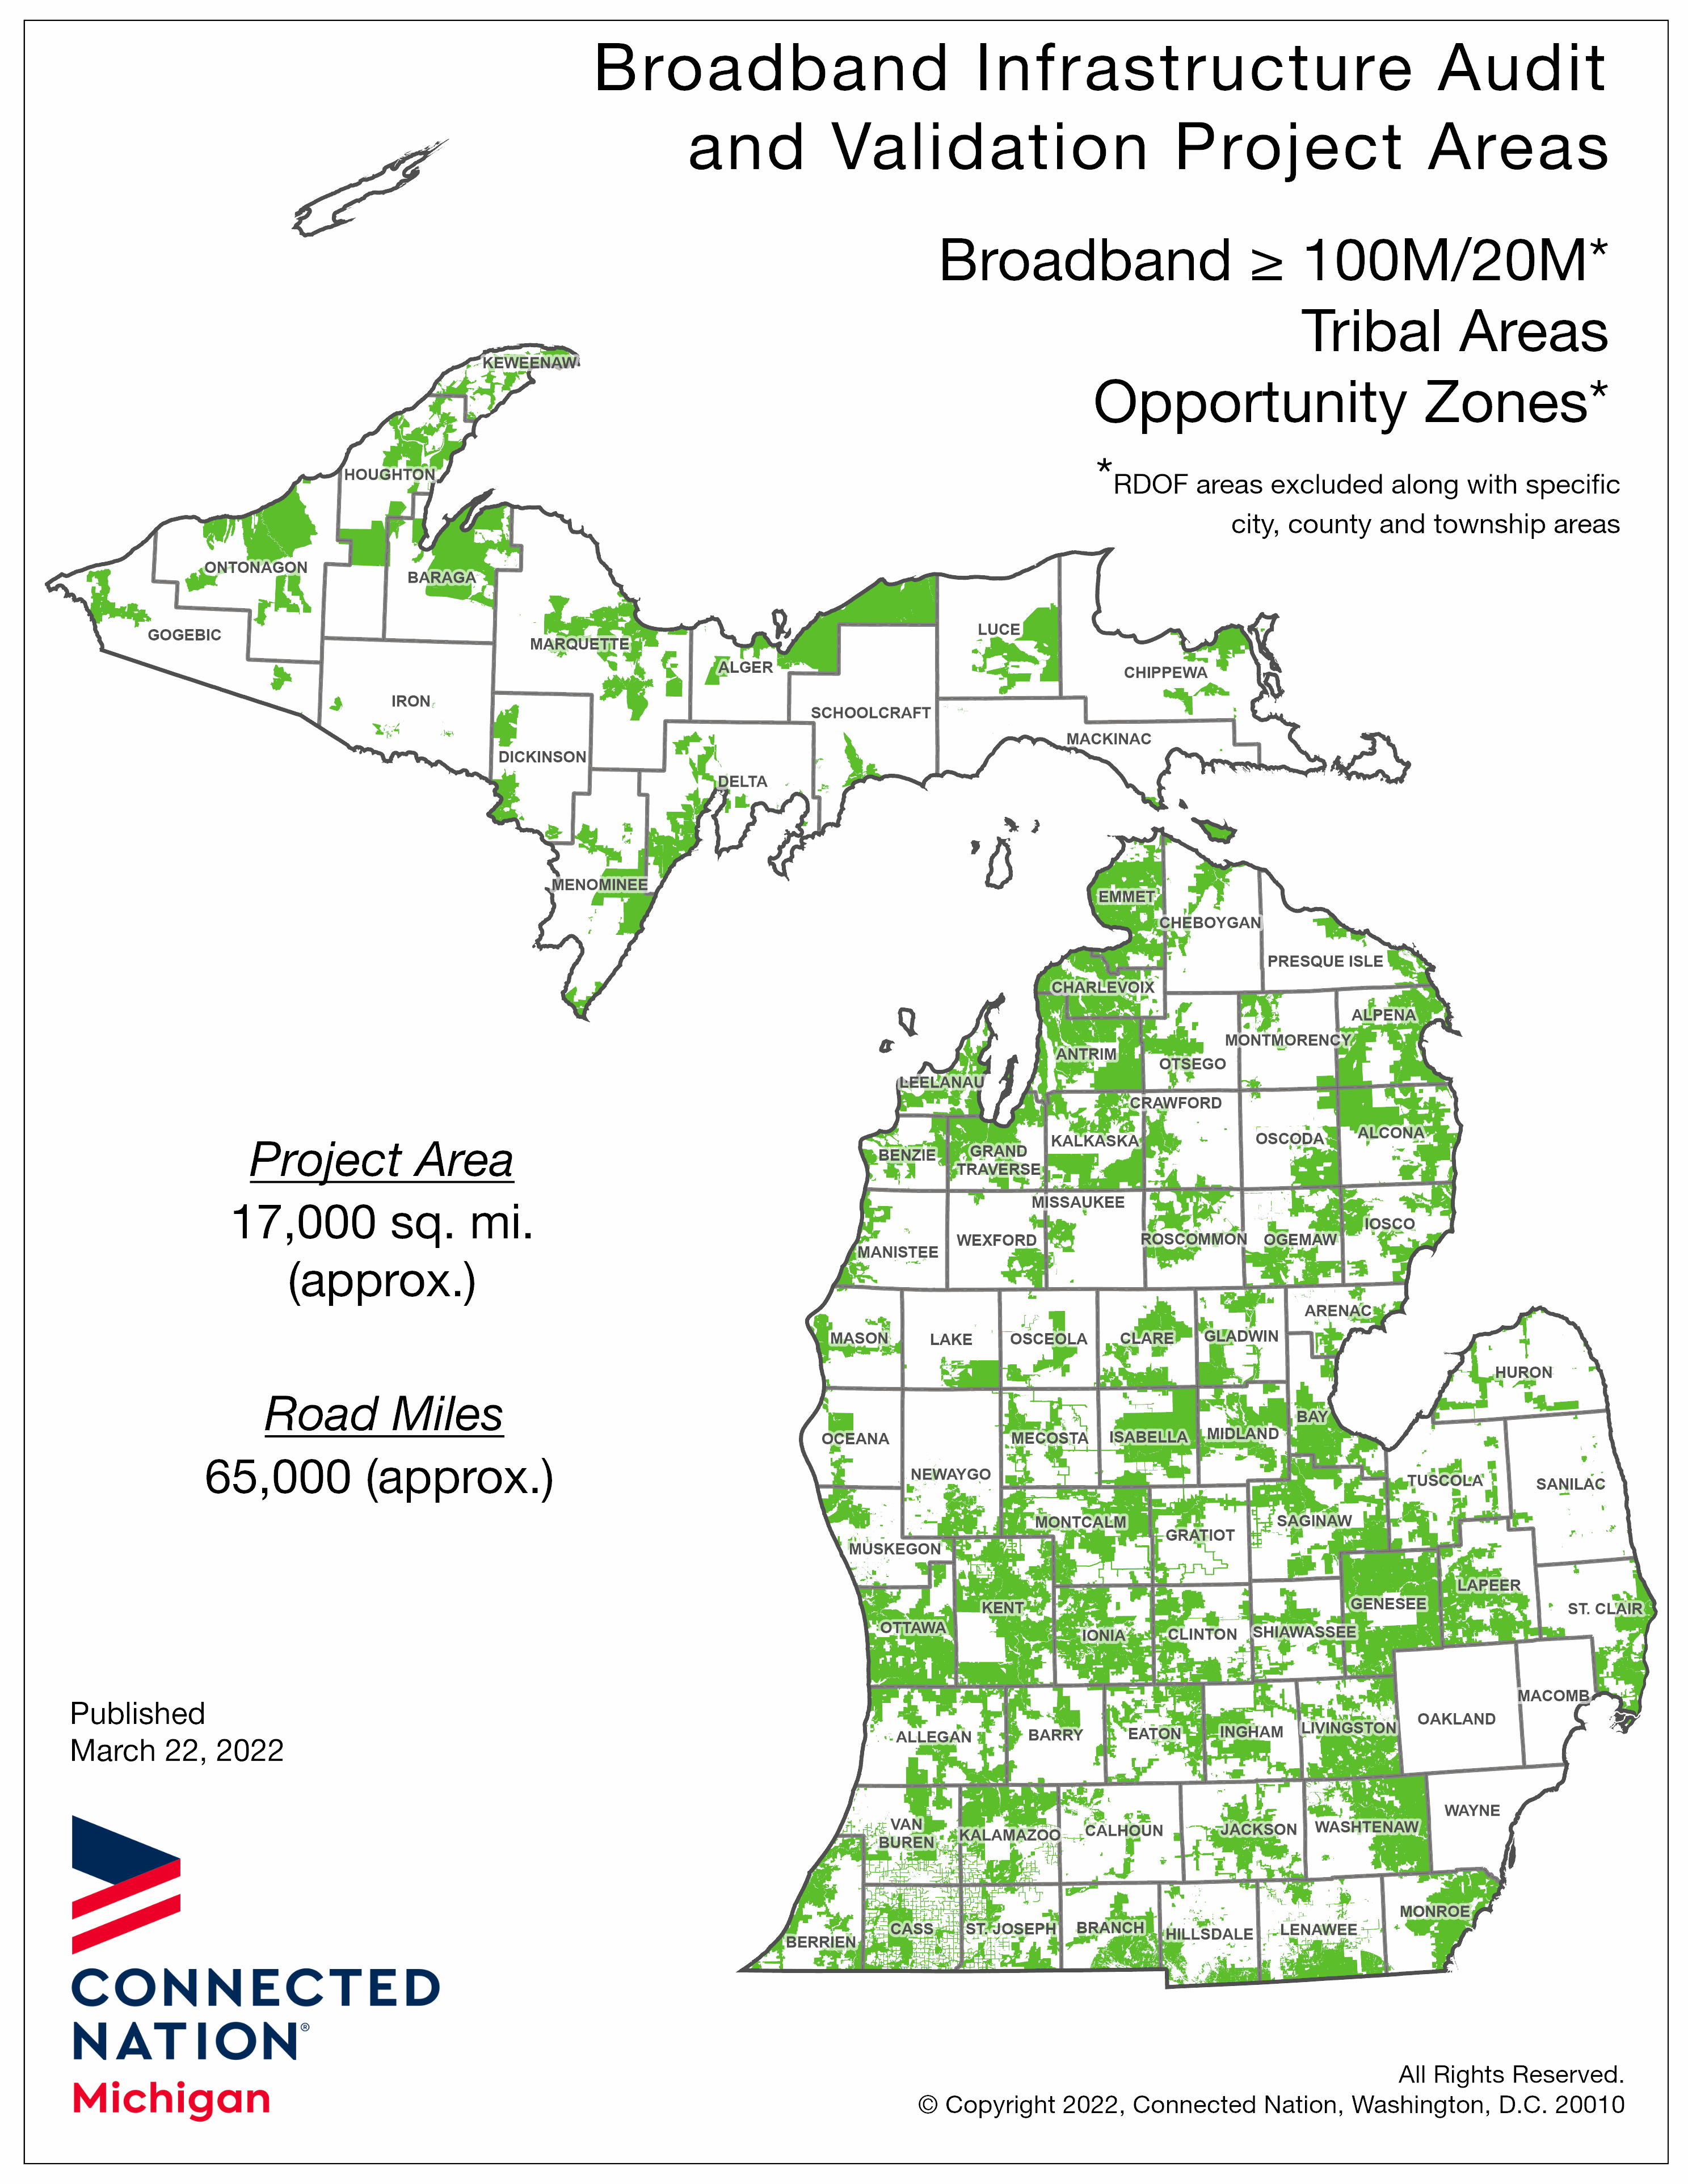 Broadband Infrastructure Audit
and Validation Project Areas
Broadband ≥ 100M/20M*
Tribal Areas
Opportunity Zones*
*RDOF areas excluded along with specific
city, county and township areas
KEWEENAW
HOUGHTON
ONTONAGON
BARAGA
GOGEBIC
MARQUETTE
LUCE
ALGER
CHIPPEWA
IRON
SCHOOLCRAFT
MACKINAC
DICKINSON
DELTA
MENOMINEE
EMMET
CHEBOYGAN
PRESQUE ISLE
CHARLEVOIX
ALPENA
MONTMORENCY
ANTRIM
OTSEGO
LEELANAU
CRAWFORD
KALKASKA
OSCODA
ALCONA
BENZIE
GRAND
TRAVERSE
MISSAUKEE
MANISTEE
WEXFORD
ROSCOMMON
OGEMAW
IOSCO
ARENAC
MASON
LAKE
OSCEOLA
CLARE
GLADWIN
HURON
OCEANA
MECOSTA
ISABELLA
MIDLAND
BAY
NEWAYGO
TUSCOLA
SANILAC
MONTCALM
GRATIOT
SAGINAW
MUSKEGON
KENT
GENESEE
LAPEER
ST. CLAIR
OTTAWA
IONIA
CLINTON
SHIAWASSEE
MACOMB
OAKLAND
ALLEGAN
BARRY
EATON
INGHAM
LIVINGSTON
VAN
BUREN
KALAMAZOO
CALHOUN
JACKSON
WASHTENAW
WAYNE
MONROE
BERRIEN
CASS
ST. JOSEPH
BRANCH
HILLSDALE
LENAWEE
Project Area
17,000 sq. mi.
(approx.)
Road Miles
65,000 (approx.)
Published
March 22, 2022
CONNECTED
NATION®
Michigan
All Rights Reserved.
© Copyright 2022, Connected Nation, Washington, D.C. 20010